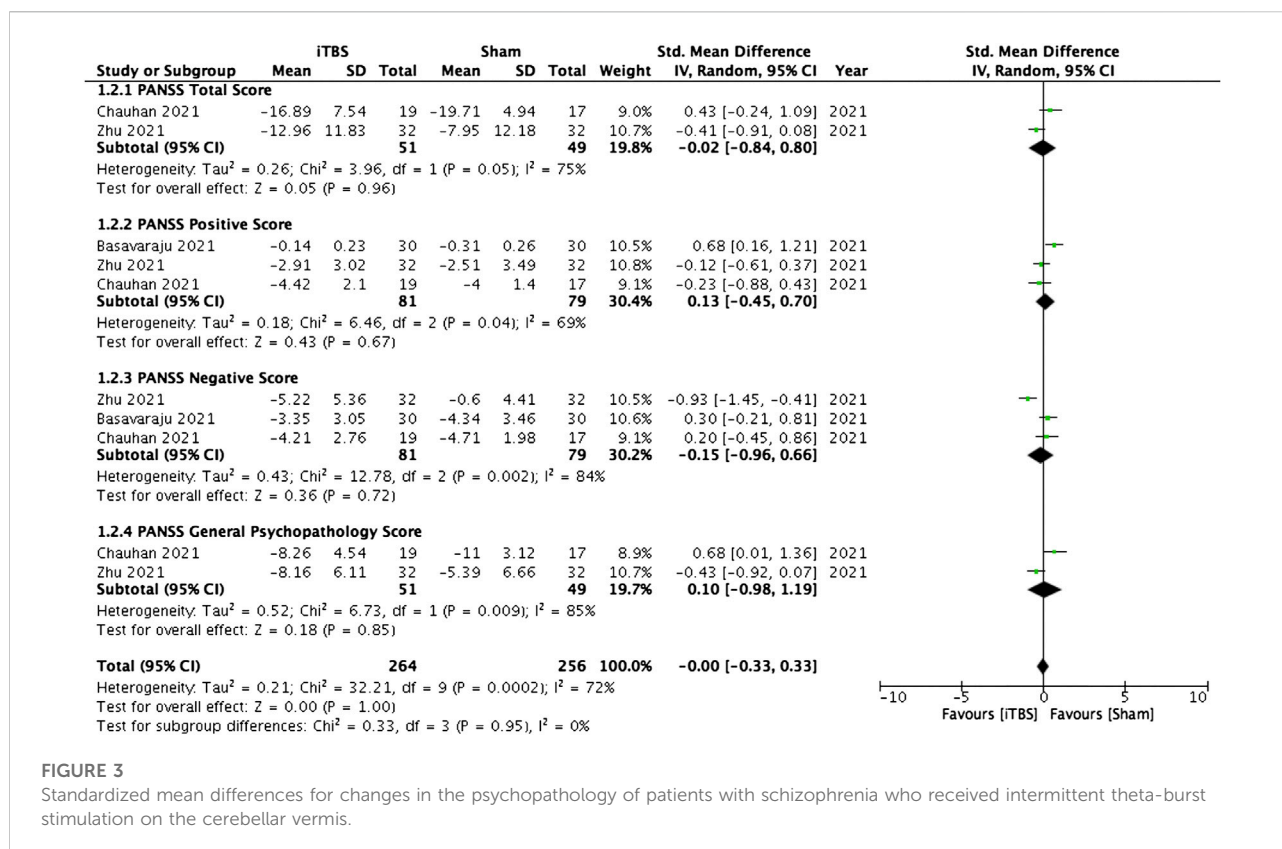 iTBS Sham Std. Mean Difference Std. Mean Difference
Study or Subgroup Mean SD Total Mean SD Total Weight IV, Random, 95% CI Year IV, Random, 95% CI
1.2.1 PANSS Total Score
Chauhan 2021 -16.89 7.54 19 -19.71 4.94 17 9.0% 0.43 [-0.24, 1.09] 2021
Zhu 2021 -12.96 11.83 32 -7.95 12.18 32 10.7% -0.41 [-0.91, 0.08] 2021
Subtotal (95% CI) 51 49 19.8% -0.02 [-0.84, 0.80]
Heterogeneity: Tau² = 0.26; Chi² = 3.96, df = 1 (P = 0.05); I² = 75%
Test for overall effect: Z = 0.05 (P = 0.96)
1.2.2 PANSS Positive Score
Basavaraju 2021 -0.14 0.23 30 -0.31 0.26 30 10.5% 0.68 [0.16, 1.21] 2021
Zhu 2021 -2.91 3.02 32 -2.51 3.49 32 10.8% -0.12 [-0.61, 0.37] 2021
Chauhan 2021 -4.42 2.1 19 -4 1.4 17 9.1% -0.23 [-0.88, 0.43] 2021
Subtotal (95% CI) 81 79 30.4% 0.13 [-0.45, 0.70]
Heterogeneity: Tau² = 0.18; Chi² = 6.46, df = 2 (P = 0.04); I² = 69%
Test for overall effect: Z = 0.43 (P = 0.67)
1.2.3 PANSS Negative Score
Zhu 2021 -5.22 5.36 32 -0.6 4.41 32 10.5% -0.93 [-1.45, -0.41] 2021
Basavaraju 2021 -3.35 3.05 30 -4.34 3.46 30 10.6% 0.30 [-0.21, 0.81] 2021
Chauhan 2021 -4.21 2.76 19 -4.71 1.98 17 9.1% 0.20 [-0.45, 0.86] 2021
Subtotal (95% CI) 81 79 30.2% -0.15 [-0.96, 0.66]
Heterogeneity: Tau² = 0.43; Chi² = 12.78, df = 2 (P = 0.002); I² = 84%
Test for overall effect: Z = 0.36 (P = 0.72)
1.2.4 PANSS General Psychopathology Score
Chauhan 2021 -8.26 4.54 19 -11 3.12 17 8.9% 0.68 [0.01, 1.36] 2021
Zhu 2021 -8.16 6.11 32 -5.39 6.66 32 10.7% -0.43 [-0.92, 0.07] 2021
Subtotal (95% CI) 51 49 19.7% 0.10 [-0.98, 1.19]
Heterogeneity: Tau² = 0.52; Chi² = 6.73, df = 1 (P = 0.009); I² = 85%
Test for overall effect: Z = 0.18 (P = 0.85)
Total (95% CI) 264 256 100.0% -0.00 [-0.33, 0.33]
Heterogeneity: Tau² = 0.21; Chi² = 32.21, df = 9 (P = 0.0002); I² = 72%
Test for overall effect: Z = 0.00 (P = 1.00)
Test for subgroup differences: Chi² = 0.33, df = 3 (P = 0.95), I² = 0%
-10 -5 0 5 10
Favours [iTBS] Favours [Sham]
FIGURE 3
Standardized mean differences for changes in the psychopathology of patients with schizophrenia who received intermittent theta-burst
stimulation on the cerebellar vermis.